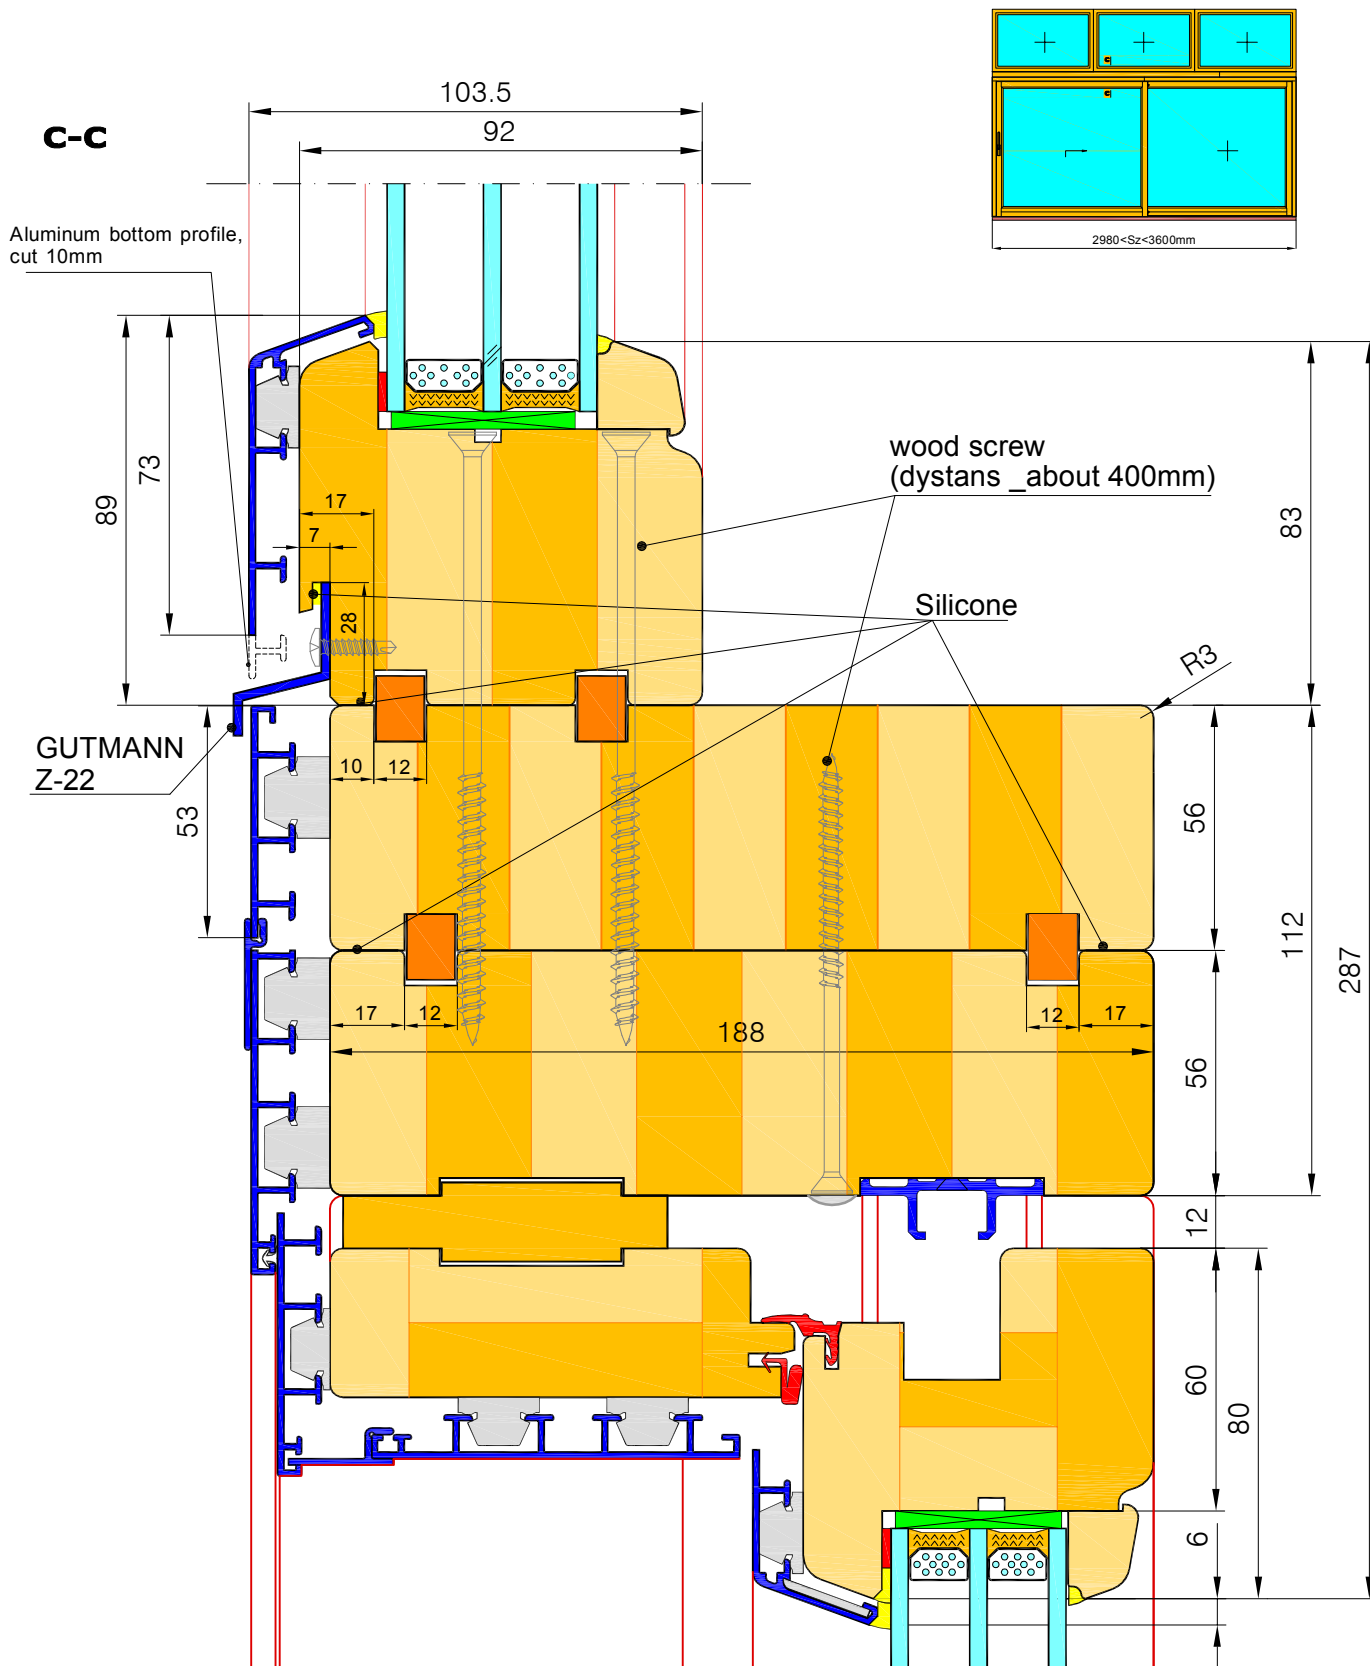 C-C
103.5
92
2980<Sz<3600mm
Aluminum bottom profile,
cut 10mm
wood screw
(dystans _about 400mm)
89
73
17
7
28
83
Silicone
R3
GUTMANN
Z-22
53
10
12
56
112
287
17
12
188
12
17
56
12
60
80
6